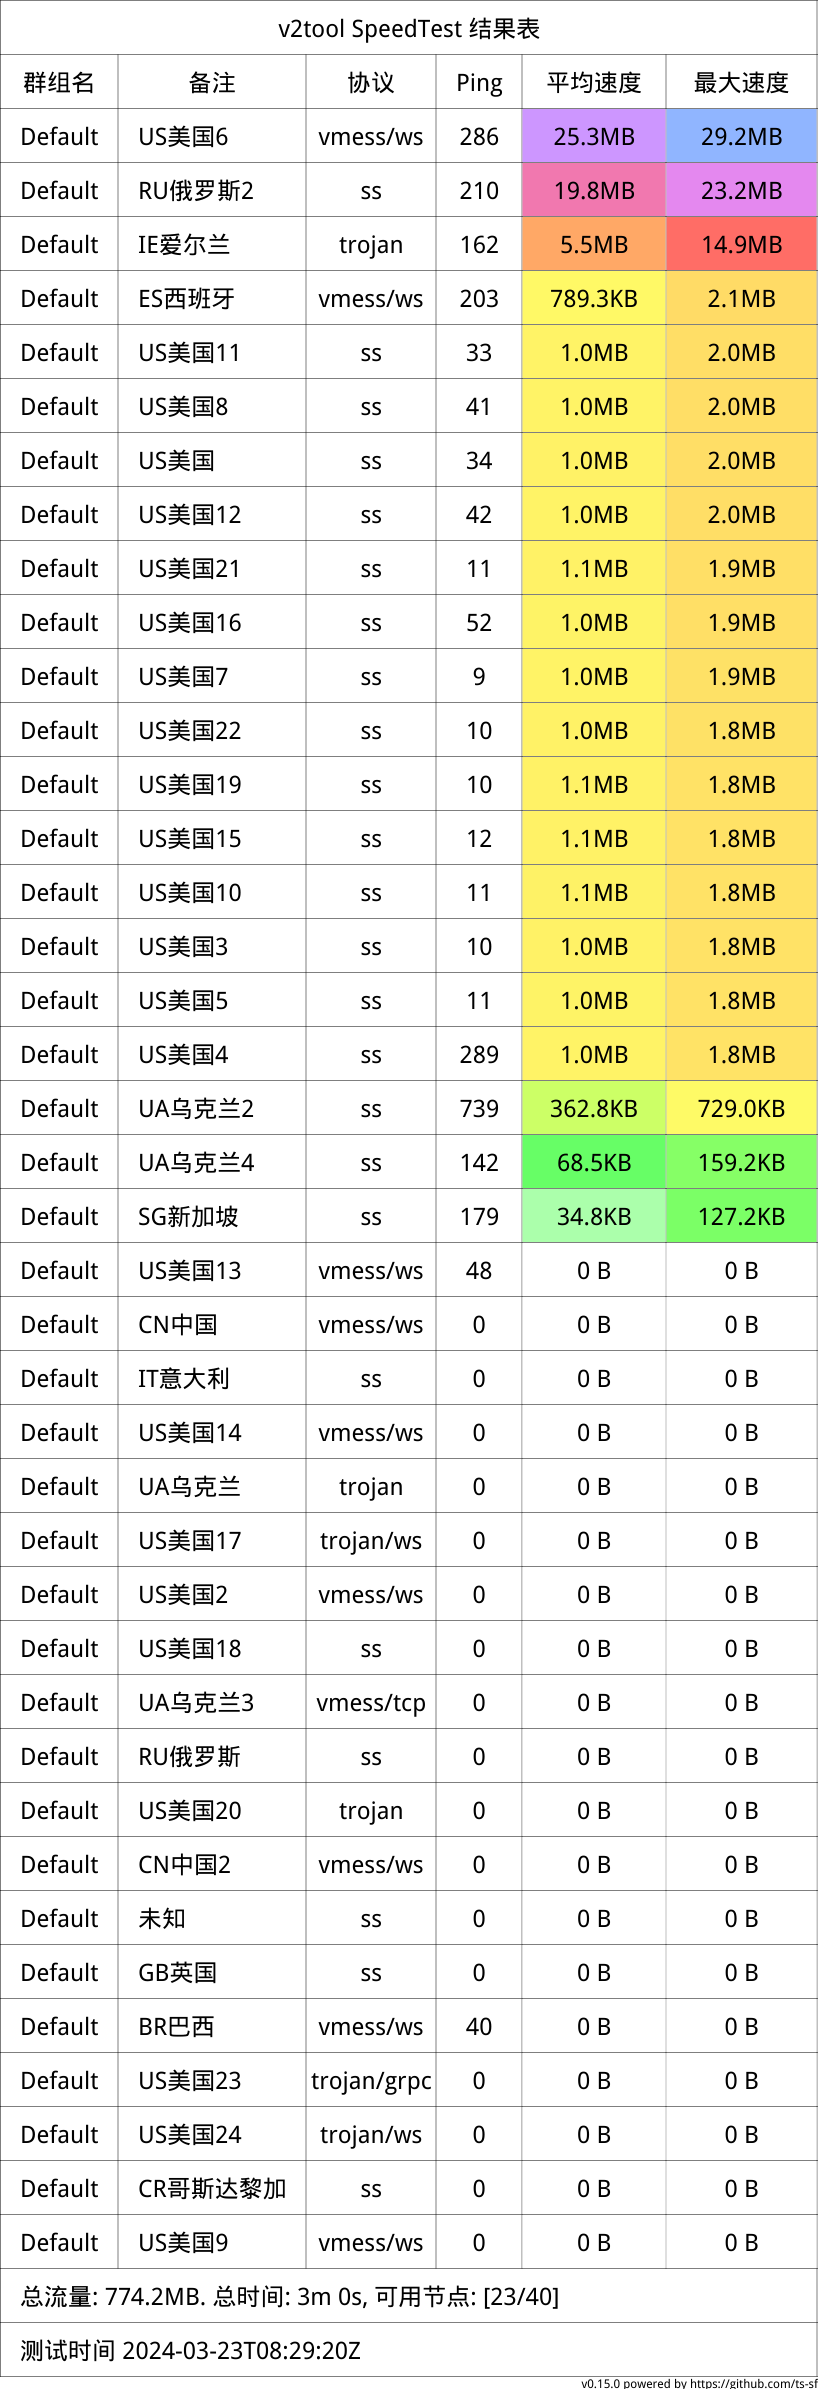 v2tool SpeedTest 结果表
群组名 备注 协议 Ping 平均速度 最大速度
Default US美国6 vmess/ws 286 25.3MB 29.2MB
Default RU俄罗斯2 ss 210 19.8MB 23.2MB
Default IE爱尔兰 trojan 162 5.5MB 14.9MB
Default ES西班牙 vmess/ws 203 789.3KB 2.1MB
Default US美国11 ss 33 1.0MB 2.0MB
Default US美国8 ss 41 1.0MB 2.0MB
Default US美国 ss 34 1.0MB 2.0MB
Default US美国12 ss 42 1.0MB 2.0MB
Default US美国21 ss 11 1.1MB 1.9MB
Default US美国16 ss 52 1.0MB 1.9MB
Default US美国7 ss 9 1.0MB 1.9MB
Default US美国22 ss 10 1.0MB 1.8MB
Default US美国19 ss 10 1.1MB 1.8MB
Default US美国15 ss 12 1.1MB 1.8MB
Default US美国10 ss 11 1.1MB 1.8MB
Default US美国3 ss 10 1.0MB 1.8MB
Default US美国5 ss 11 1.0MB 1.8MB
Default US美国4 ss 289 1.0MB 1.8MB
Default UA乌克兰2 ss 739 362.8KB 729.0KB
Default UA乌克兰4 ss 142 68.5KB 159.2KB
Default SG新加坡 ss 179 34.8KB 127.2KB
Default US美国13 vmess/ws 48 0 B 0 B
Default CN中国 vmess/ws 0 0 B 0 B
Default IT意大利 ss 0 0 B 0 B
Default US美国14 vmess/ws 0 0 B 0 B
Default UA乌克兰 trojan 0 0 B 0 B
Default US美国17 trojan/ws 0 0 B 0 B
Default US美国2 vmess/ws 0 0 B 0 B
Default US美国18 ss 0 0 B 0 B
Default UA乌克兰3 vmess/tcp 0 0 B 0 B
Default RU俄罗斯 ss 0 0 B 0 B
Default US美国20 trojan 0 0 B 0 B
Default CN中国2 vmess/ws 0 0 B 0 B
Default 未知 ss 0 0 B 0 B
Default GB英国 ss 0 0 B 0 B
Default BR巴西 vmess/ws 40 0 B 0 B
Default US美国23 trojan/grpc 0 0 B 0 B
Default US美国24 trojan/ws 0 0 B 0 B
Default CR哥斯达黎加 ss 0 0 B 0 B
Default US美国9 vmess/ws 0 0 B 0 B
总流量: 774.2MB. 总时间: 3m 0s, 可用节点: [23/40]
测试时间 2024-03-23T08:29:20Z
v0.15.0 powered by https://github.com/ts-sf